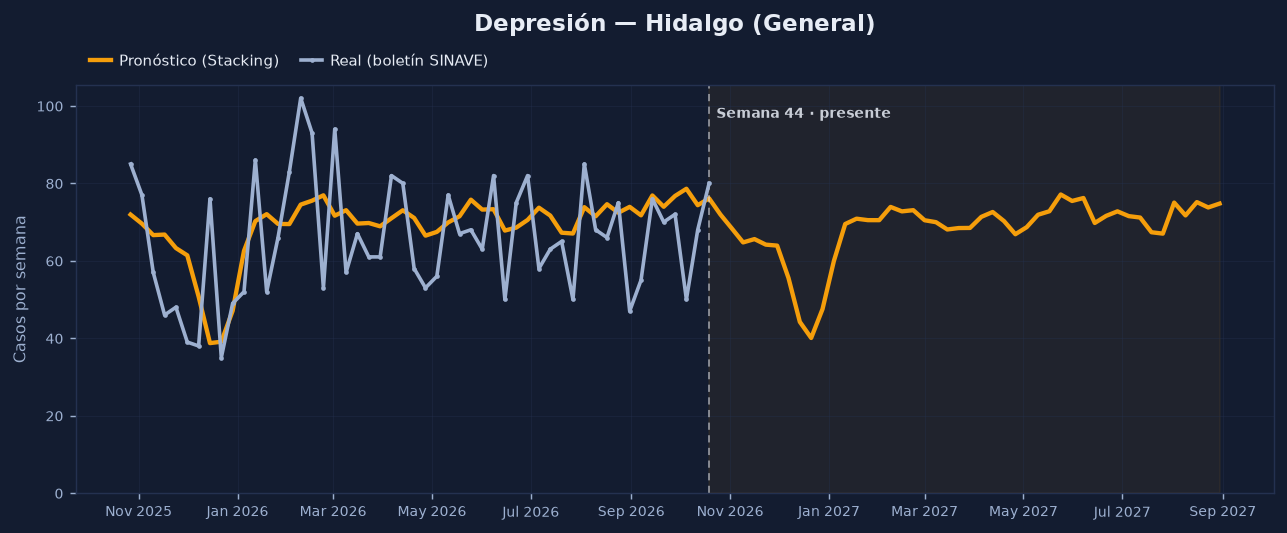 Depresión — Hidalgo (General)
Pronóstico (Stacking)
Real (boletín SINAVE)
Semana 44 · presente
Casos por semana
100
80
60
40
20
0
Nov 2025
Jan 2026
Mar 2026
May 2026
Jul 2026
Sep 2026
Nov 2026
Jan 2027
Mar 2027
May 2027
Jul 2027
Sep 2027